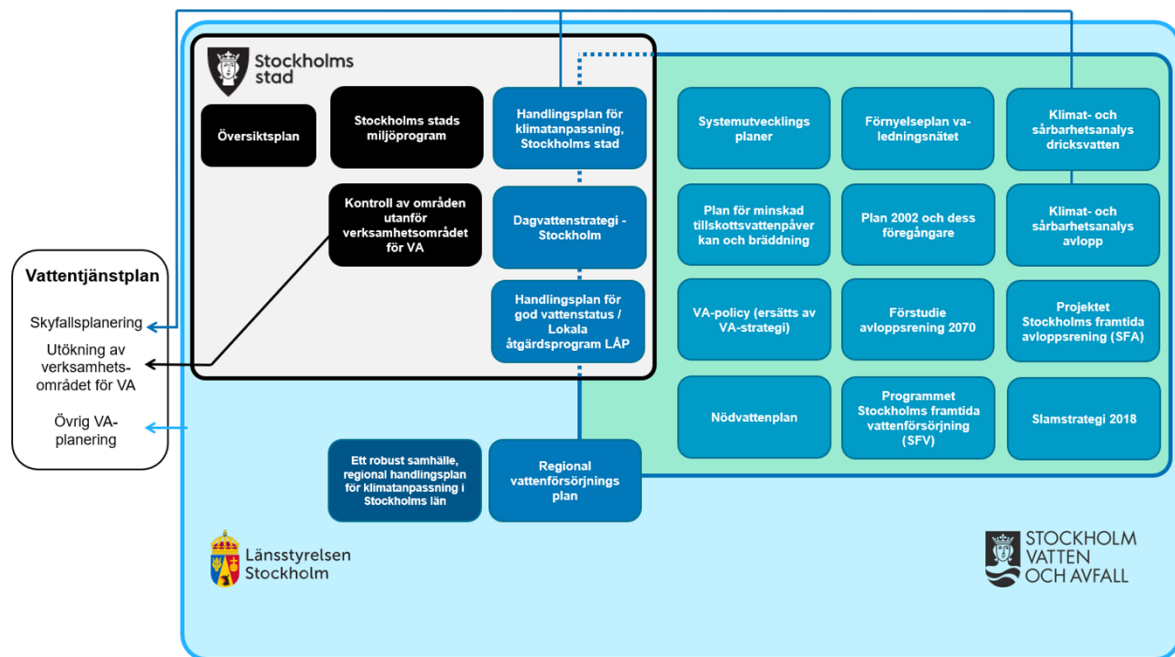 Stockholms
stad
Översiktsplan
Stockholms stads
miljöprogram
Handlingsplan för
klimatanpassning,
Stockholms stad
Kontroll av områden
utanför
verksamhetsområdet
för VA
Dagvattenstrategi -
Stockholm
Handlingsplan för
god vattenstatus /
Lokala
åtgärdsprogram LÅP
Systemutvecklings
planer
Förnyelseplan va-
ledningsnätet
Klimat- och
sårbarhetsanalys
dricksvatten
Plan för minskad
tillskottsvattenpåver
kan och bräddning
Plan 2002 och dess
föregångare
Klimat- och
sårbarhetsanalys
avlopp
VA-policy (ersätts av
VA-strategi)
Förstudie
avloppsrening 2070
Projektet
Stockholms framtida
avloppsrening (SFA)
Nödvattenplan
Programmet
Stockholms framtida
vattenförsörjning
(SFV)
Slamstrategi 2018
Vattentjänstplan
Skyfallsplanering
Utökning av
verksamhets-
området för VA
Övrig VA-
planering
Ett robust samhälle,
regional handlingsplan
för klimatanpassning i
Stockholms län
Regional
vattenförsörjnings
plan
Länsstyrelsen
Stockholm
STOCKHOLM
VATTEN
OCH AVFALL